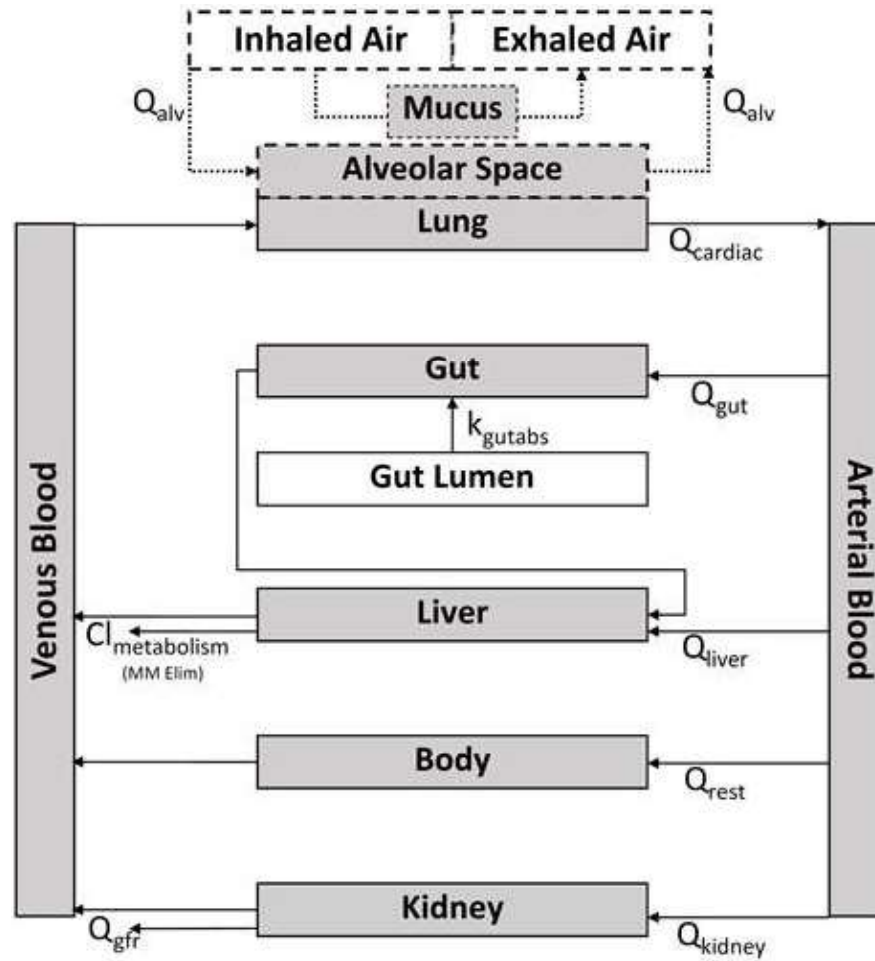 Inhaled Air
Exhaled Air
Q_alv
Mucus
Q_alv
Alveolar Space
Lung
Q_cardiac
Gut
Q_gut
k_gutabs
Gut Lumen
Venous Blood
Arterial Blood
Liver
Cl_metabolism
(MM Elim)
Q_liver
Body
Q_rest
Kidney
Q_gfr
Q_kidney